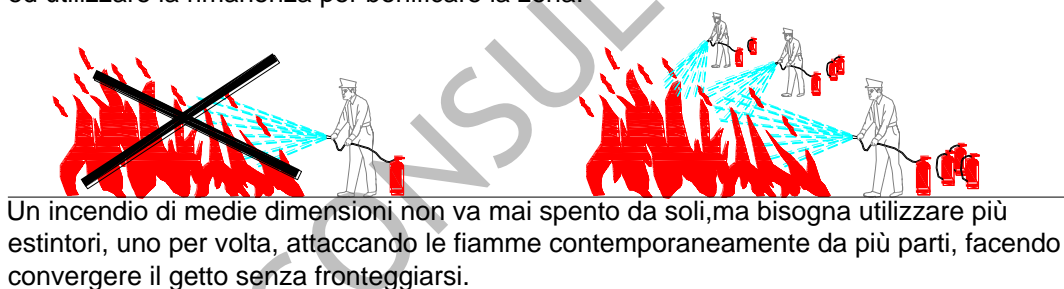 ed utilizzare la rimanenza per bonificare la zona.
CONSUL
Un incendio di medie dimensioni non va mai spento da soli,ma bisogna utilizzare più
estintori, uno per volta, attaccando le fiamme contemporaneamente da più parti, facendo
convergere il getto senza fronteggiarsi.